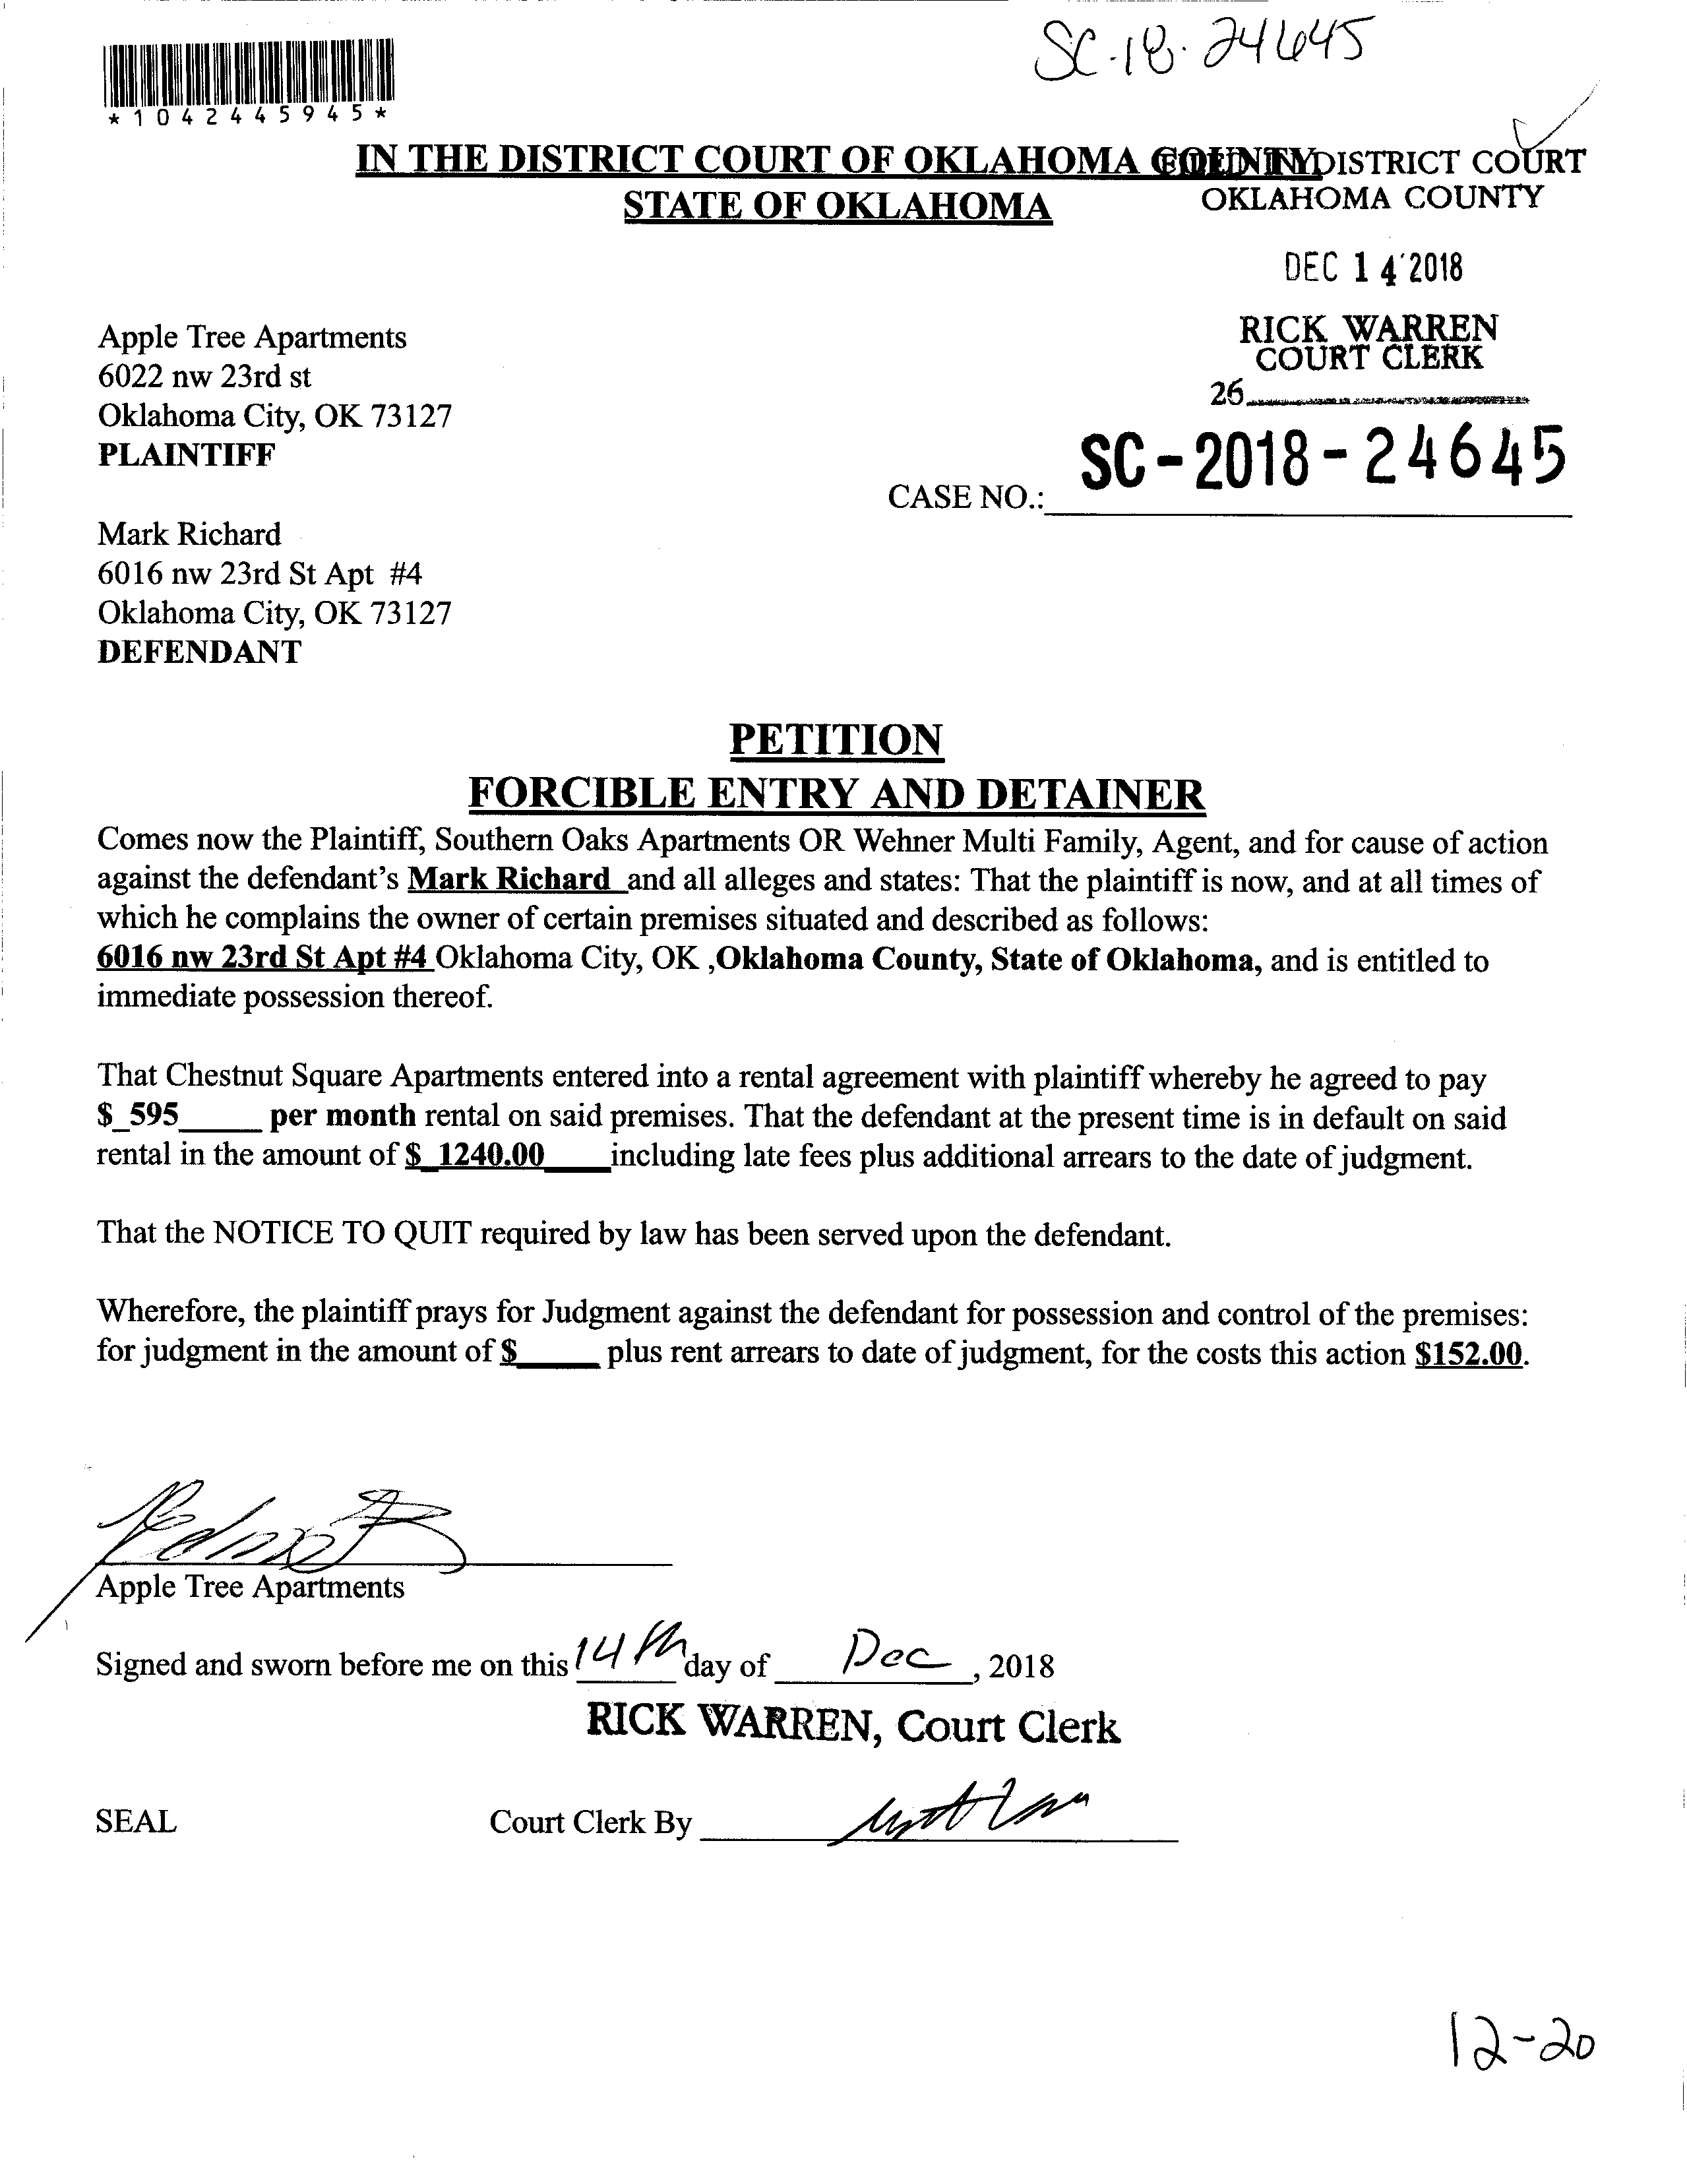 SC-18-24645
*1042445945*
IN THE DISTRICT COURT OF OKLAHOMA COUNTY
STATE OF OKLAHOMA
FILED IN DISTRICT COURT
OKLAHOMA COUNTY
DEC 14 2018
RICK WARREN
COURT CLERK
26
Apple Tree Apartments
6022 nw 23rd st
Oklahoma City, OK 73127
PLAINTIFF
CASE NO.: SC-2018-24645
Mark Richard
6016 nw 23rd St Apt #4
Oklahoma City, OK 73127
DEFENDANT
PETITION
FORCIBLE ENTRY AND DETAINER
Comes now the Plaintiff, Southern Oaks Apartments OR Wehner Multi Family, Agent, and for cause of action
against the defendant's Mark Richard and all alleges and states: That the plaintiff is now, and at all times of
which he complains the owner of certain premises situated and described as follows:
6016 nw 23rd St Apt #4 Oklahoma City, OK ,Oklahoma County, State of Oklahoma, and is entitled to
immediate possession thereof.
That Chestnut Square Apartments entered into a rental agreement with plaintiff whereby he agreed to pay
$_595_____ per month rental on said premises. That the defendant at the present time is in default on said
rental in the amount of $_1240.00____including late fees plus additional arrears to the date of judgment.
That the NOTICE TO QUIT required by law has been served upon the defendant.
Wherefore, the plaintiff prays for Judgment against the defendant for possession and control of the premises:
for judgment in the amount of $_____ plus rent arrears to date of judgment, for the costs this action $152.00.
Apple Tree Apartments
Signed and sworn before me on this 14th day of Dec, 2018
RICK WARREN, Court Clerk
SEAL Court Clerk By
12-20